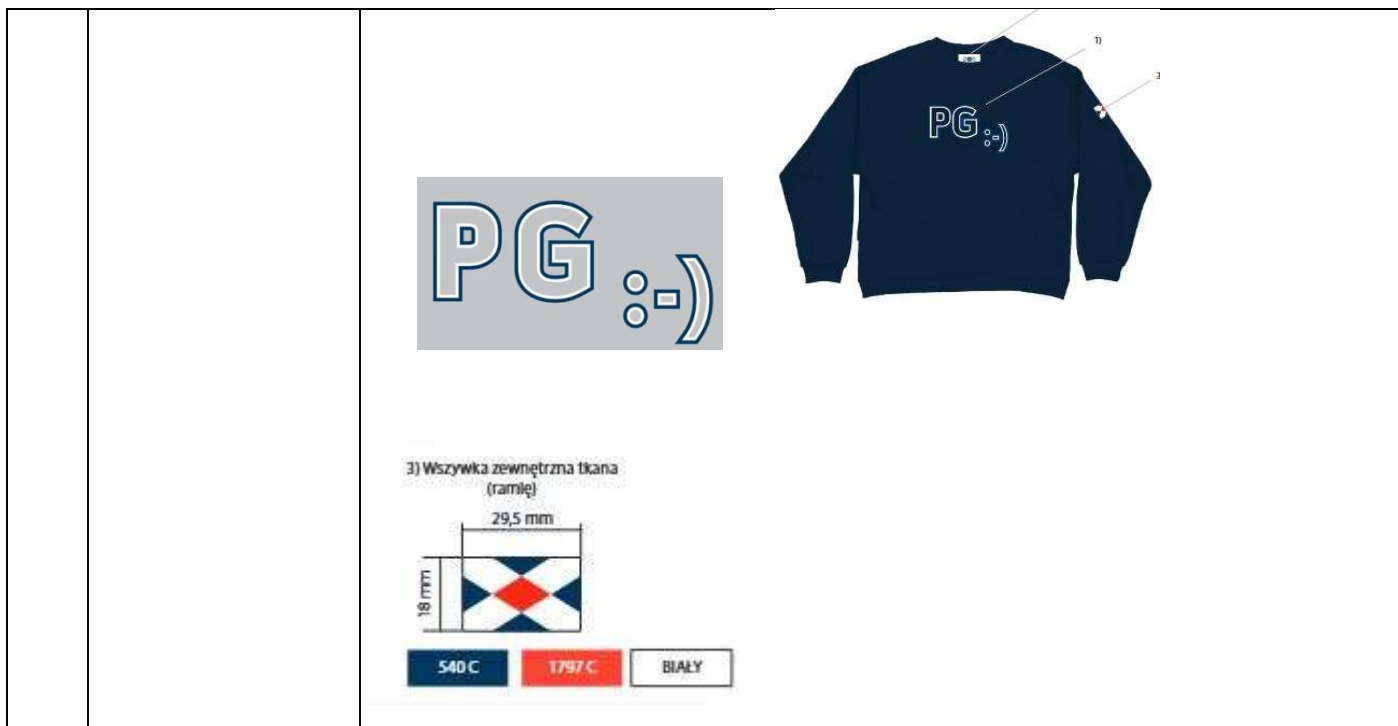 1)
3
PG :-)
PG :-)
3) Wszywka zewnętrzna tkana
(ramię)
29,5 mm
18 mm
540 C
1797 C
BIAŁY